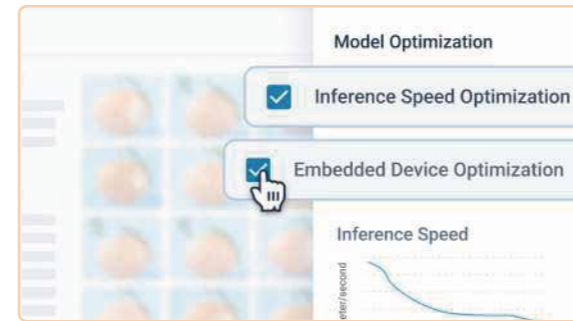 Model Optimization
Inference Speed Optimization
Embedded Device Optimization
Inference Speed